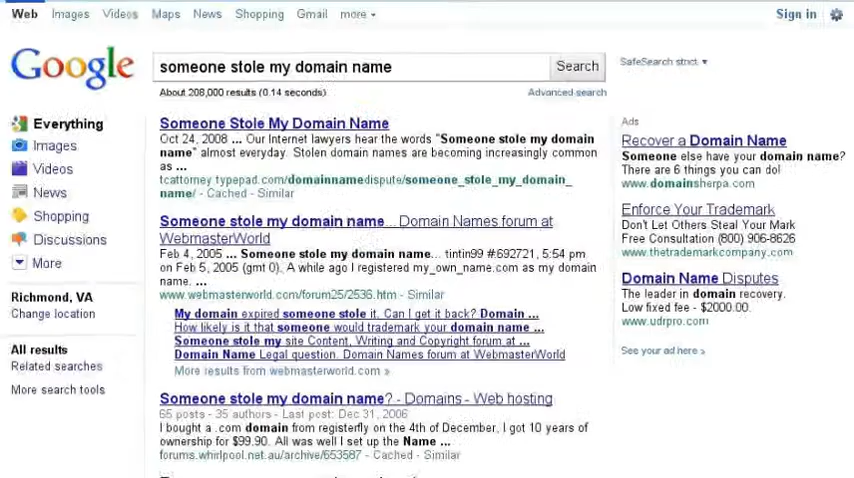 Web Images Videos Maps News Shopping Gmail more
Sign in
Google
someone stole my domain name
Search
SafeSearch strict
About 208,000 results (0.14 seconds)
Advanced search
Everything
Images
Videos
News
Shopping
Discussions
More
Richmond, VA
Change location
All results
Related searches
More search tools
Someone Stole My Domain Name
Oct 24, 2008 ... Our Internet lawyers hear the words "Someone stole my domain
name" almost everyday. Stolen domain names are becoming increasingly common
as ...
tcattorney.typepad.com/domainnamedispute/someone_stole_my_domain_
name/ - Cached - Similar
Someone stole my domain name... Domain Names forum at
WebmasterWorld
Feb 4, 2005 ... Someone stole my domain name... tintin99 #:692721, 5:54 pm
on Feb 5, 2005 (gmt 0). A while ago I registered my_own_name.com as my domain
name. ...
www.webmasterworld.com/forum25/2536.htm - Similar
My domain expired someone stole it. Can I get it back? Domain ...
How likely is it that someone would trademark your domain name ...
Someone stole my site Content, Writing and Copyright forum at ...
Domain Name Legal question. Domain Names forum at WebmasterWorld
More results from webmasterworld.com »
Someone stole my domain name? - Domains - Web hosting
65 posts - 35 authors - Last post: Dec 31, 2006
I bought a .com domain from registerfly on the 4th of December, I got 10 years of
ownership for $99.90. All was well I set up the Name ...
forums.whirlpool.net.au/archive/653587 - Cached - Similar
Ads
Recover a Domain Name
Someone else have your domain name?
There are 6 things you can do!
www.domainsherpa.com
Enforce Your Trademark
Don't Let Others Steal Your Mark
Free Consultation (800) 906-8626
www.thetrademarkcompany.com
Domain Name Disputes
The leader in domain recovery.
Low fixed fee - $2000.00.
www.udrpro.com
See your ad here »